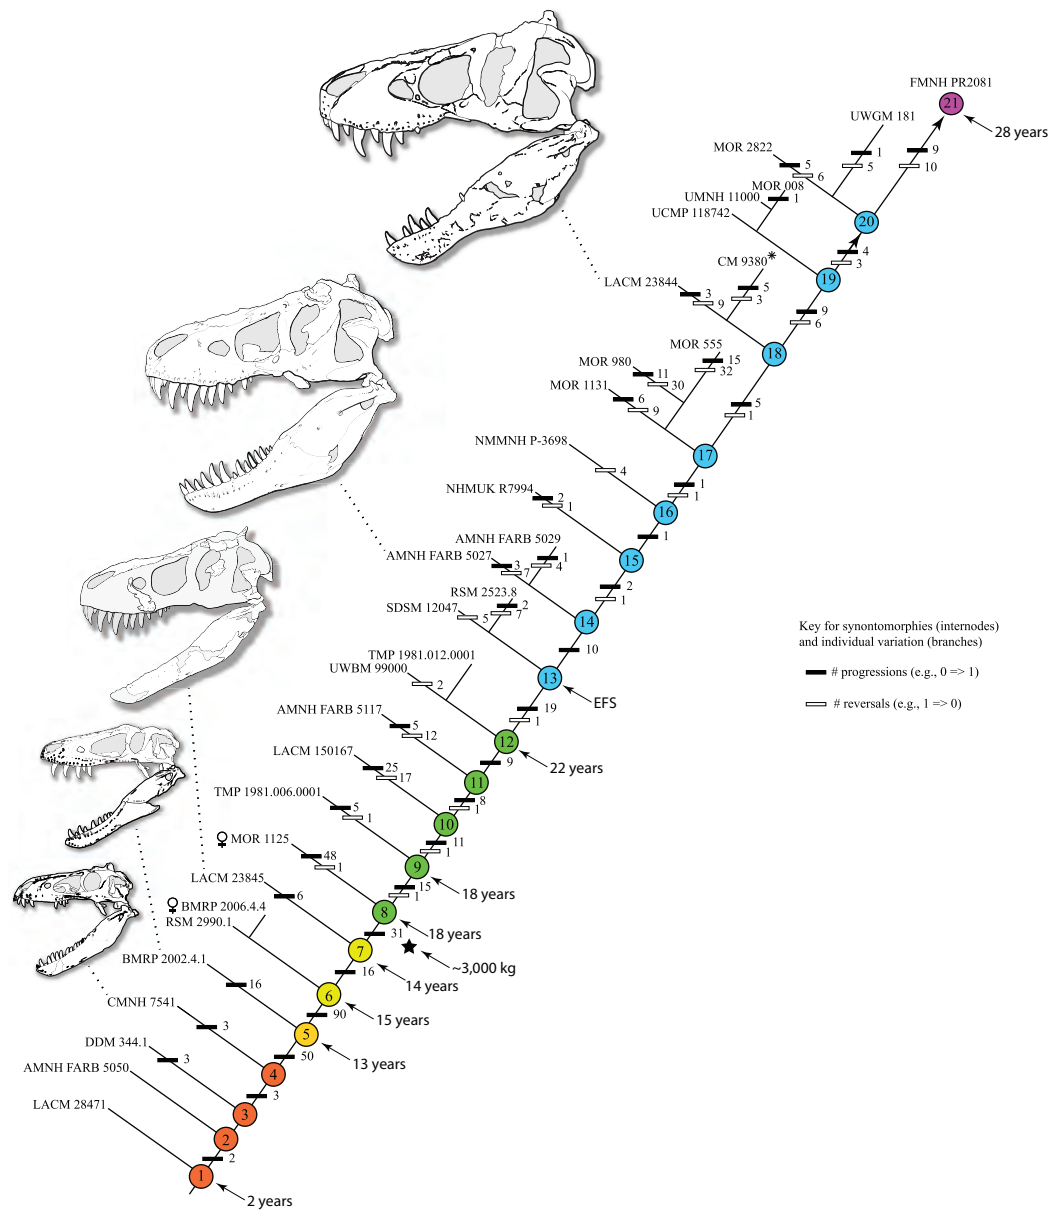 FMNH PR2081
21
28 years
UWGM 181
1
5
9
10
MOR 2822
5
6
MOR 008
UMNH 11000
1
UCMP 118742
20
4
3
CM 9380*
19
LACM 23844
3
9
5
3
9
6
18
MOR 555
15
32
MOR 980
11
30
MOR 1131
6
9
5
1
17
NMMNH P-3698
4
1
1
16
NHMUK R7994
2
1
1
15
AMNH FARB 5029
1
4
AMNH FARB 5027
3
7
2
1
14
RSM 2523.8
2
7
SDSM 12047
5
10
Key for synontomorphies (internodes)
and individual variation (branches)
# progressions (e.g., 0 => 1)
# reversals (e.g., 1 => 0)
13
EFS
TMP 1981.012.0001
UWBM 99000
2
19
1
12
22 years
AMNH FARB 5117
5
12
9
11
LACM 150167
25
17
8
1
10
TMP 1981.006.0001
5
1
11
1
9
18 years
♀ MOR 1125
48
1
15
1
8
18 years
LACM 23845
6
31
★
~3,000 kg
7
14 years
♀ BMRP 2006.4.4
RSM 2990.1
16
6
15 years
BMRP 2002.4.1
16
90
5
13 years
CMNH 7541
3
50
4
DDM 344.1
3
3
3
AMNH FARB 5050
2
LACM 28471
2
1
2 years